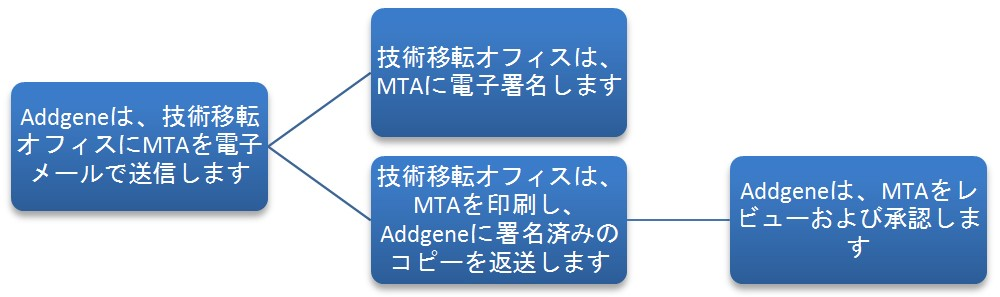 Addgeneは、技術移転
オフィスにMTAを電子
メールで送信します
技術移転オフィスは、
MTAに電子署名します
技術移転オフィスは、
MTAを印刷し、
Addgeneに署名済みの
コピーを返送します
Addgeneは、MTAをレ
ビューおよび承認しま
す